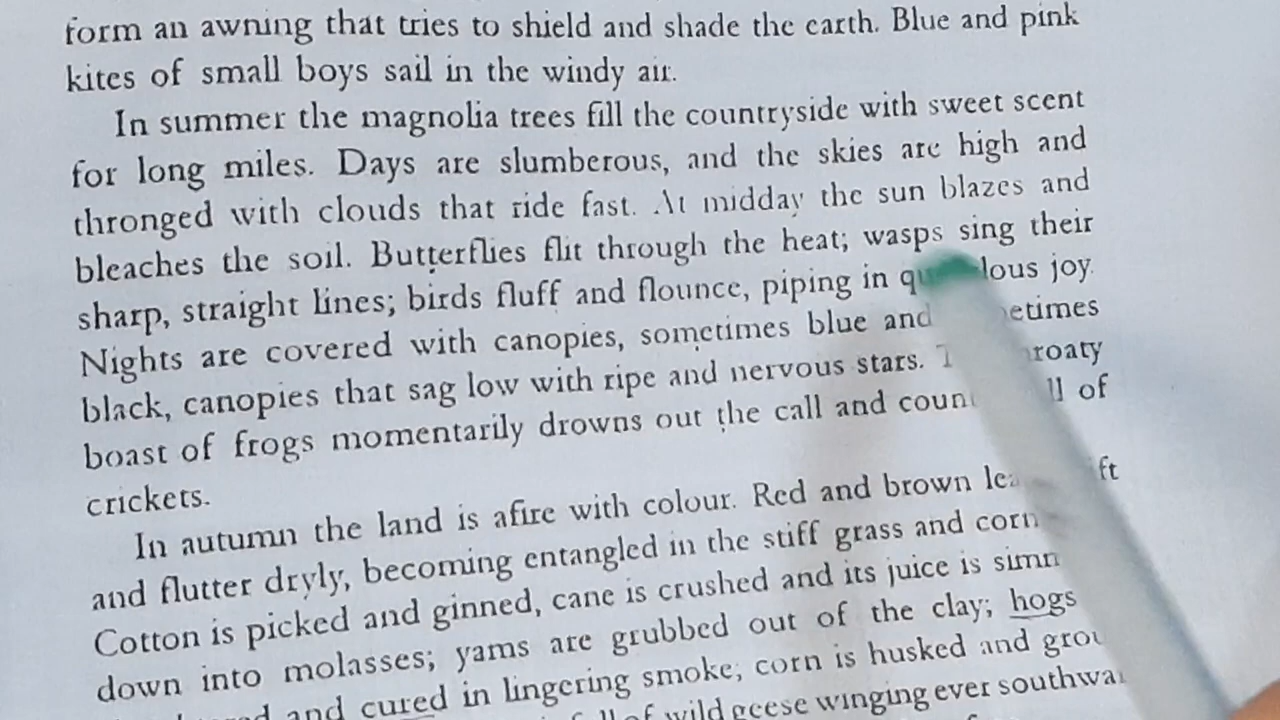 form an awning that tries to shield and shade the earth. Blue and pink
kites of small boys sail in the windy air.
In summer the magnolia trees fill the countryside with sweet scent
for long miles. Days are slumberous, and the skies are high and
thronged with clouds that ride fast. At midday the sun blazes and
bleaches the soil. Butterflies flit through the heat; wasps sing their
sharp, straight lines; birds fluff and flounce, piping in joy.
Nights are covered with canopies, sometimes blue and
black, canopies that sag low with ripe and nervous stars.
boast of frogs momentarily drowns out the call and of
crickets.
In autumn the land is afire with colour. Red and brown
and flutter dryly, becoming entangled in the stiff grass and corn
Cotton is picked and ginned, cane is crushed and its juice is
down into molasses; yams are grubbed out of the clay; hogs
and cured in lingering smoke; corn is husked and
of wild geese winging ever